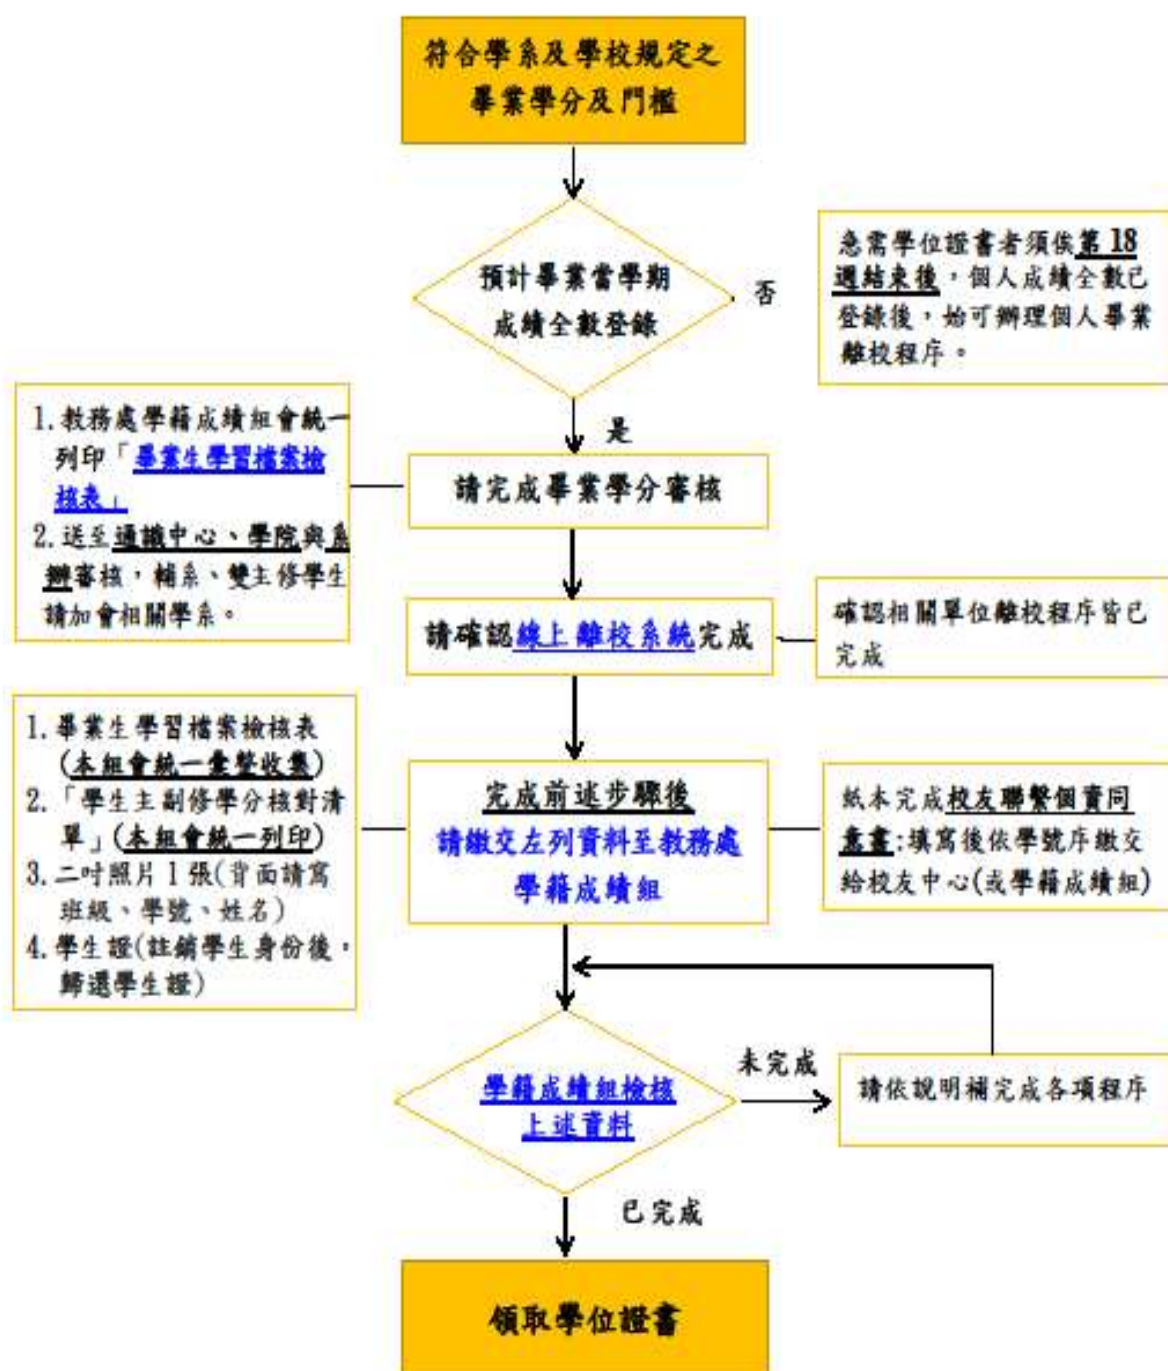 符合學系及學校規定之
畢業學分及門檻
預計畢業當學期
成績全數登錄
否
急需學位證書者須俟第 18
週結束後，個人成績全數已
登錄後，始可辦理個人畢業
離校程序。
是
1. 教務處學籍成績組會統一
列印「畢業生學習檔案檢
核表」
2. 送至通識中心、學院與系
辦審核，輔系、雙主修學生
請加會相關學系。
請完成畢業學分審核
請確認線上離校系統完成
確認相關單位離校程序皆已
完成
1. 畢業生學習檔案檢核表
(本組會統一彙整收集)
2. 「學生主副修學分核對清
單」(本組會統一列印)
3. 二吋照片 1 張(背面請寫
班級、學號、姓名)
4. 學生證(註銷學生身份後，
歸還學生證)
完成前述步驟後
請繳交左列資料至教務處
學籍成績組
紙本完成校友聯繫個資同
意書:填寫後依學號序繳交
給校友中心(或學籍成績組)
學籍成績組檢核
上述資料
未完成
請依說明補完成各項程序
已完成
領取學位證書